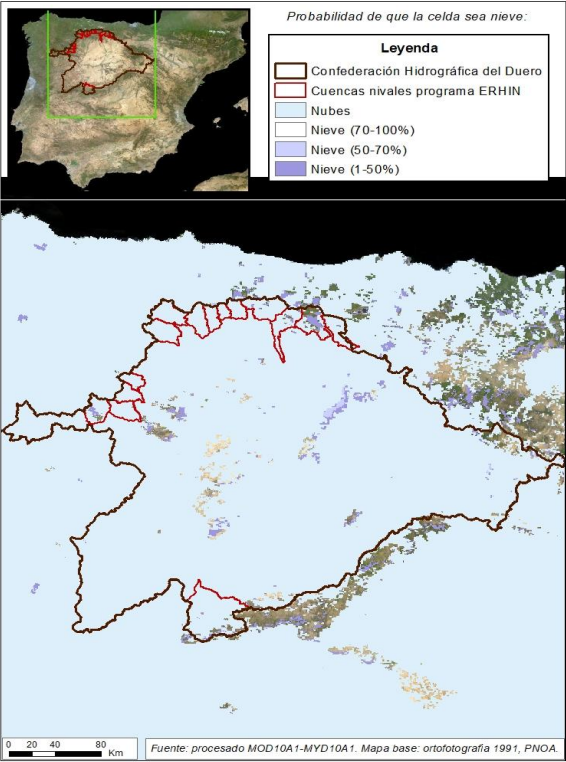 Probabilidad de que la celda sea nieve:
Leyenda
Confederación Hidrográfica del Duero
Cuencas nivales programa ERHIN
Nubes
Nieve (70-100%)
Nieve (50-70%)
Nieve (1-50%)
0 20 40 80
Km
Fuente: procesado MOD10A1-MYD10A1. Mapa base: ortofotografía 1991, PNOA.